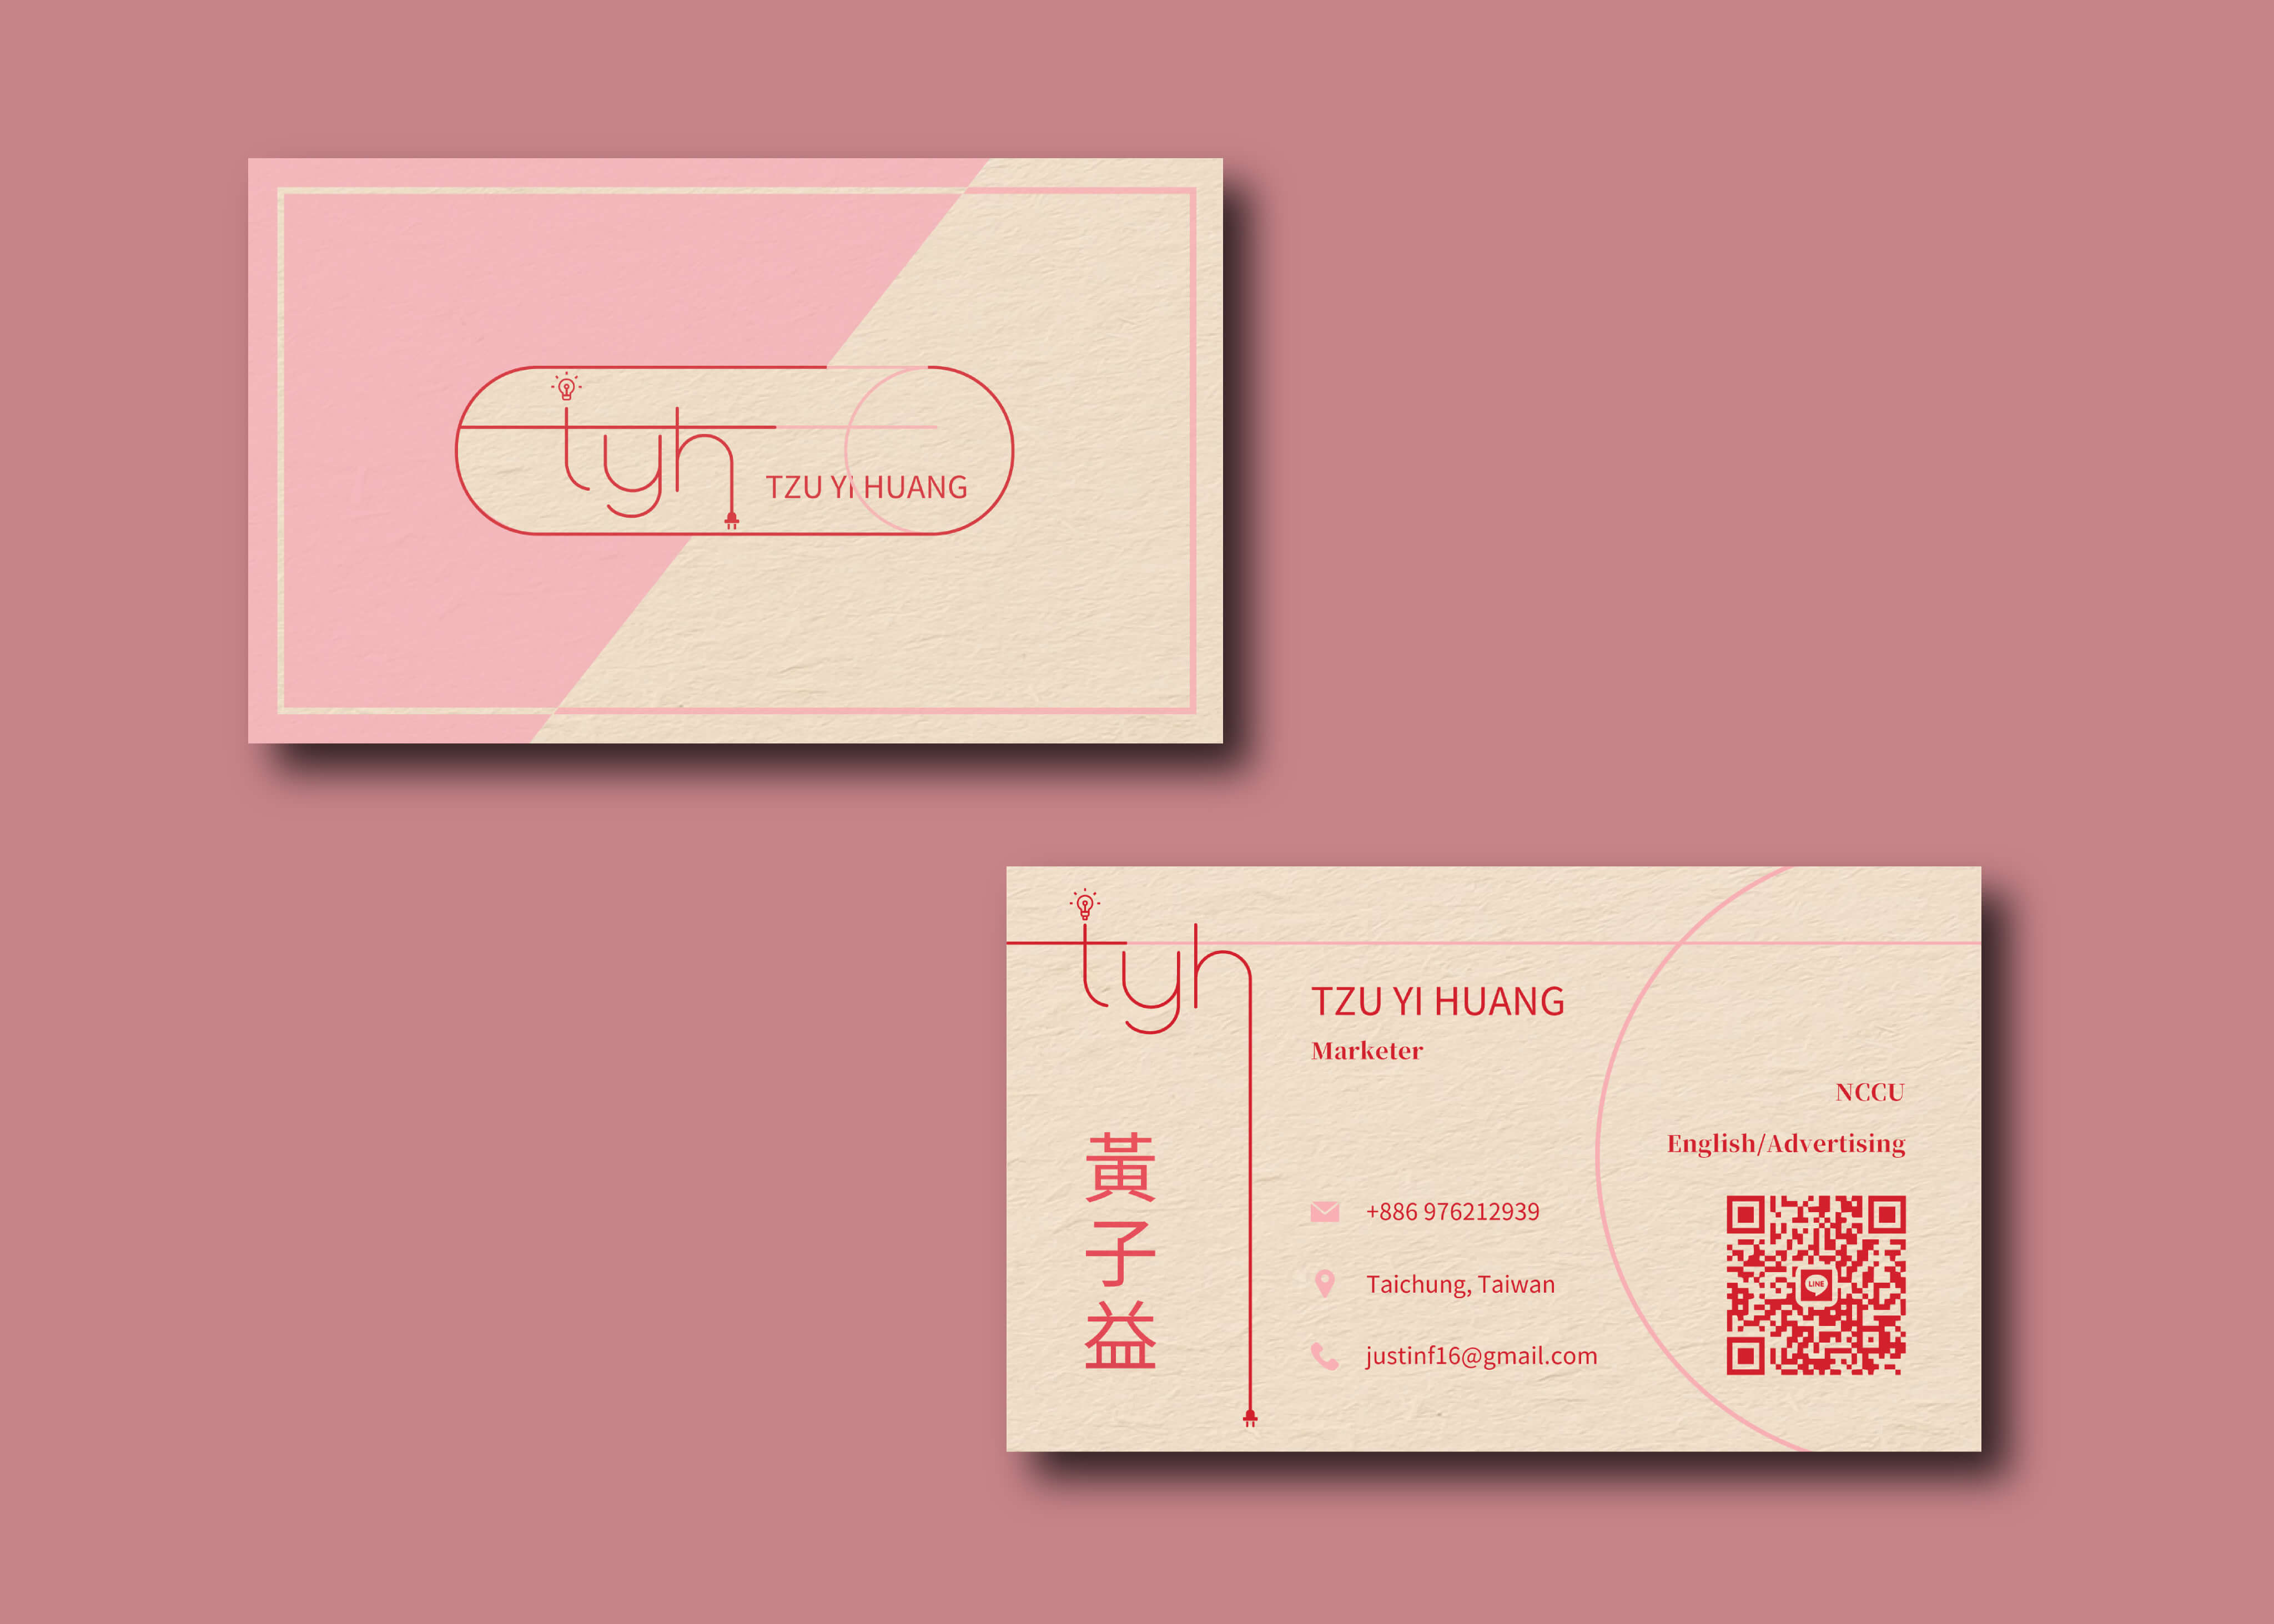 tyh
TZU YI HUANG
tyh
TZU YI HUANG
Marketer
NCCU
English/Advertising
黃子益
+886 976212939
Taichung, Taiwan
justinf16@gmail.com
LINE